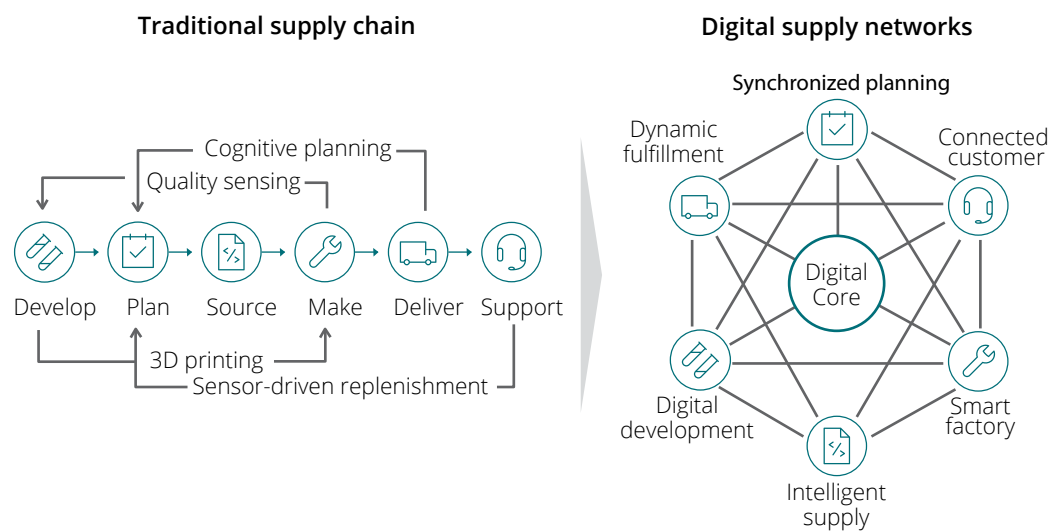 Traditional supply chain
Cognitive planning
Quality sensing
</>
Develop
Plan
Source
Make
Deliver
Support
3D printing
Sensor-driven replenishment
Digital supply networks
Synchronized planning
Dynamic
fulfillment
Connected
customer
Digital
Core
Digital
development
Smart
factory
</>
Intelligent
supply